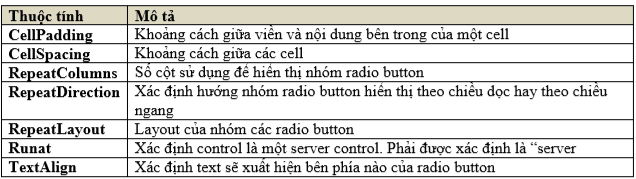 Thuộc tính Mô tả
CellPadding Khoảng cách giữa viền và nội dung bên trong của một cell
CellSpacing Khoảng cách giữa các cell
RepeatColumns Số cột sử dụng để hiển thị nhóm radio button
RepeatDirection Xác định hướng nhóm radio button hiển thị theo chiều dọc hay theo chiều
ngang
RepeatLayout Layout của nhóm các radio button
Runat Xác định control là một server control. Phải được xác định là “server
TextAlign Xác định text sẽ xuất hiện bên phía nào của radio button